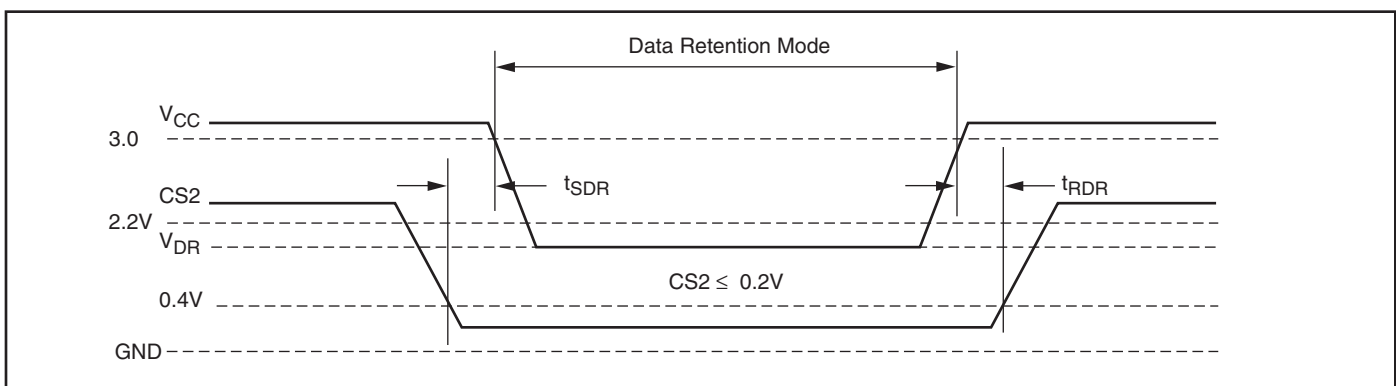 Data Retention Mode
VCC
3.0
tSDR
tRDR
CS2
2.2V
VDR
CS2 ≤ 0.2V
0.4V
GND